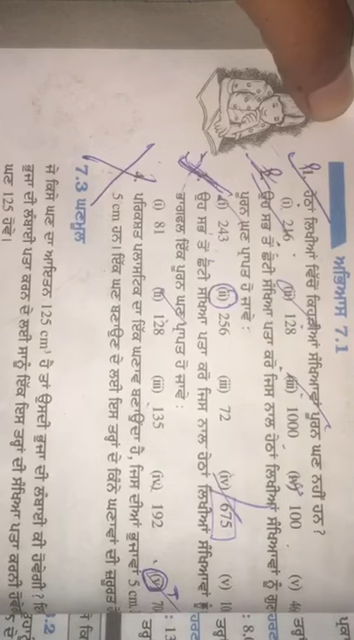 ਅਭਿਆਸ 7.1
1. ਹੇਠਾਂ ਲਿਖੀਆਂ ਵਿੱਚੋਂ ਕਿਹੜੀਆਂ ਸੰਖਿਆਵਾਂ ਪੂਰਨ ਘਣ ਨਹੀਂ ਹਨ ?
(i) 216 (ii) 128 (iii) 1000 (iv) 100 (v)
2. ਉਹ ਸਭ ਤੋਂ ਛੋਟੀ ਸੰਖਿਆ ਪਤਾ ਕਰੋ ਜਿਸ ਨਾਲ ਹੇਠਾਂ ਲਿਖੀਆਂ ਸੰਖਿਆਵਾਂ ਨੂੰ ਗੁਣਾ
ਪੂਰਨ ਘਣ ਪ੍ਰਾਪਤ ਹੋ ਜਾਵੇ :
(i) 243 (ii) 256 (iii) 72 (iv) 675 (v)
ਉਹ ਸਭ ਤੋਂ ਛੋਟੀ ਸੰਖਿਆ ਪਤਾ ਕਰੋ ਜਿਸ ਨਾਲ ਹੇਠਾਂ ਲਿਖੀਆਂ ਸੰਖਿਆਵਾਂ ਨੂੰ
ਭਾਗਫਲ ਇੱਕ ਪੂਰਨ ਘਣ ਪ੍ਰਾਪਤ ਹੋ ਜਾਵੇ :
(i) 81 (ii) 128 (iii) 135 (iv) 192 (v)
4. ਪਰਿਕਸ਼ਤ ਪਲਾਸਟਿਕ ਦਾ ਇੱਕ ਘਣਾਵ ਬਣਾਉਂਦਾ ਹੈ, ਜਿਸ ਦੀਆਂ ਭੁਜਾਵਾਂ 5 cm,
5 cm ਹਨ। ਇੱਕ ਘਣ ਬਣਾਉਣ ਦੇ ਲਈ ਇਸ ਤਰ੍ਹਾਂ ਦੇ ਕਿੰਨੇ ਘਣਾਵਾਂ ਦੀ ਜ਼ਰੂਰਤ
7.3 ਘਣਮੂਲ
ਜੇ ਕਿਸੇ ਘਣ ਦਾ ਆਇਤਨ 125 cm³ ਹੈ ਤਾਂ ਉਸਦੀ ਭੁਜਾ ਦੀ ਲੰਬਾਈ ਕੀ ਹੋਵੇਗੀ ?
ਭੁਜਾ ਦੀ ਲੰਬਾਈ ਪਤਾ ਕਰਨ ਦੇ ਲਈ ਸਾਨੂੰ ਇੱਕ ਇਸ ਤਰ੍ਹਾਂ ਦੀ ਸੰਖਿਆ ਪਤਾ ਕਰਨੀ ਹੋਵੇਗੀ
ਘਣ 125 ਹੋਵੇ।